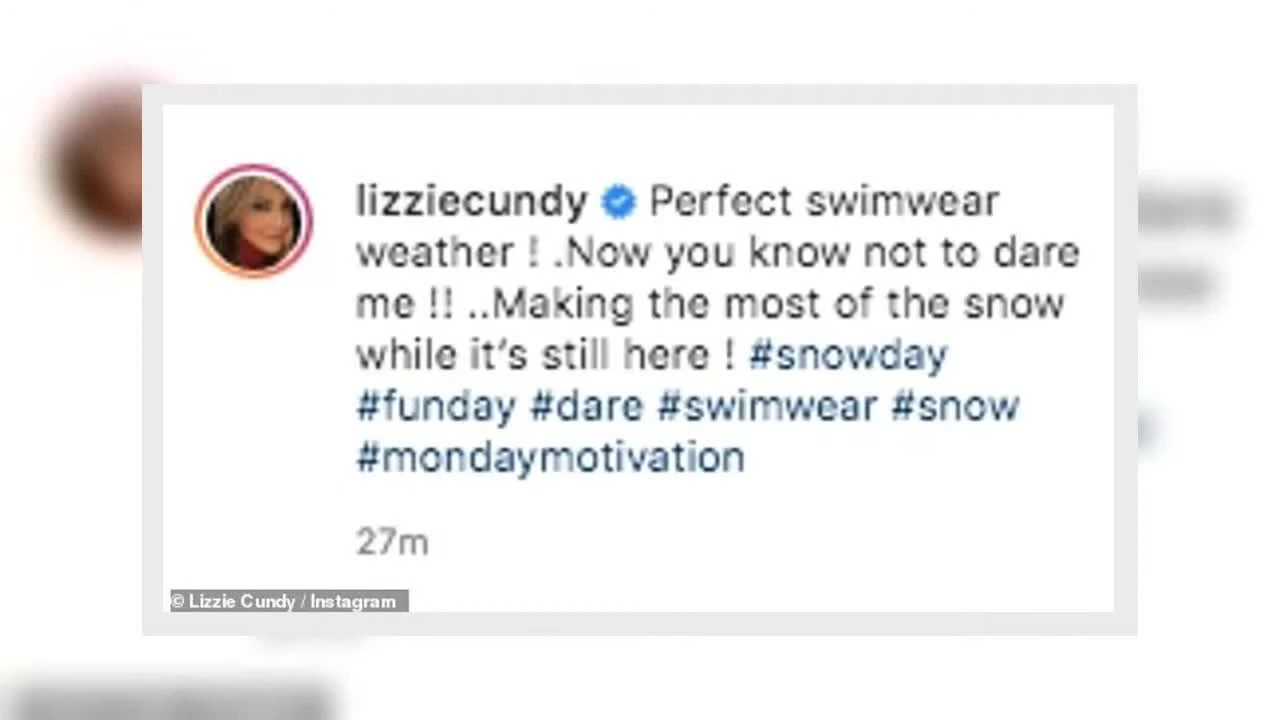 lizziecundy Perfect swimwear
weather ! .Now you know not to dare
me !! ..Making the most of the snow
while it's still here ! #snowday
#funday #dare #swimwear #snow
#mondaymotivation
27m
© Lizzie Cundy / Instagram